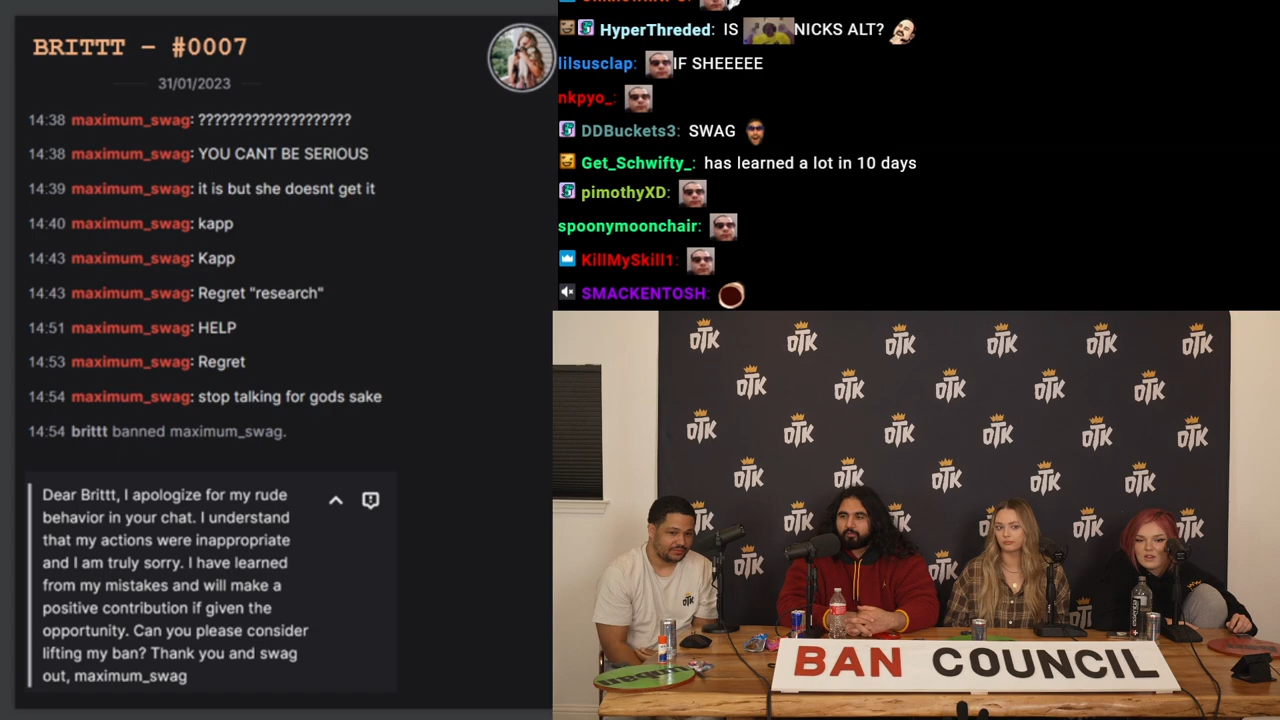 BRITTT – #0007
31/01/2023
14:38 maximum_swag: ????????????????????
14:38 maximum_swag: YOU CANT BE SERIOUS
14:39 maximum_swag: it is but she doesnt get it
14:40 maximum_swag: kapp
14:43 maximum_swag: Kapp
14:43 maximum_swag: Regret "research"
14:51 maximum_swag: HELP
14:53 maximum_swag: Regret
14:54 maximum_swag: stop talking for gods sake
14:54 brittt banned maximum_swag.
Dear Brittt, I apologize for my rude
behavior in your chat. I understand
that my actions were inappropriate
and I am truly sorry. I have learned
from my mistakes and will make a
positive contribution if given the
opportunity. Can you please consider
lifting my ban? Thank you and swag
out, maximum_swag
HyperThreded: IS NICKS ALT?
lilsusclap: IF SHEEEEE
nkpyo_:
DDBuckets3: SWAG
Get_Schwifty_: has learned a lot in 10 days
pimothyXD:
spoonymoonchair:
KillMySkill1:
SMACKENTOSH:
OTK
BAN COUNCIL
unban